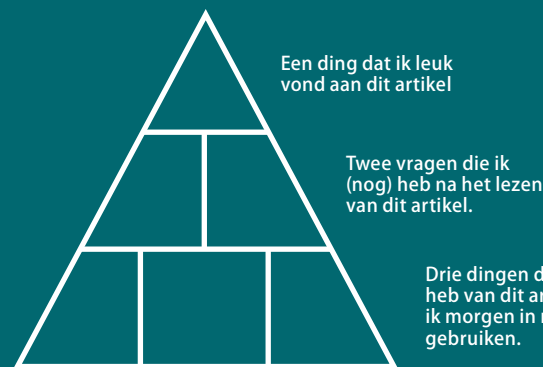 Een ding dat ik leuk
vond aan dit artikel
Twee vragen die ik
(nog) heb na het lezen
van dit artikel.
Drie dingen
heb van dit
ik morgen in
gebruiken.